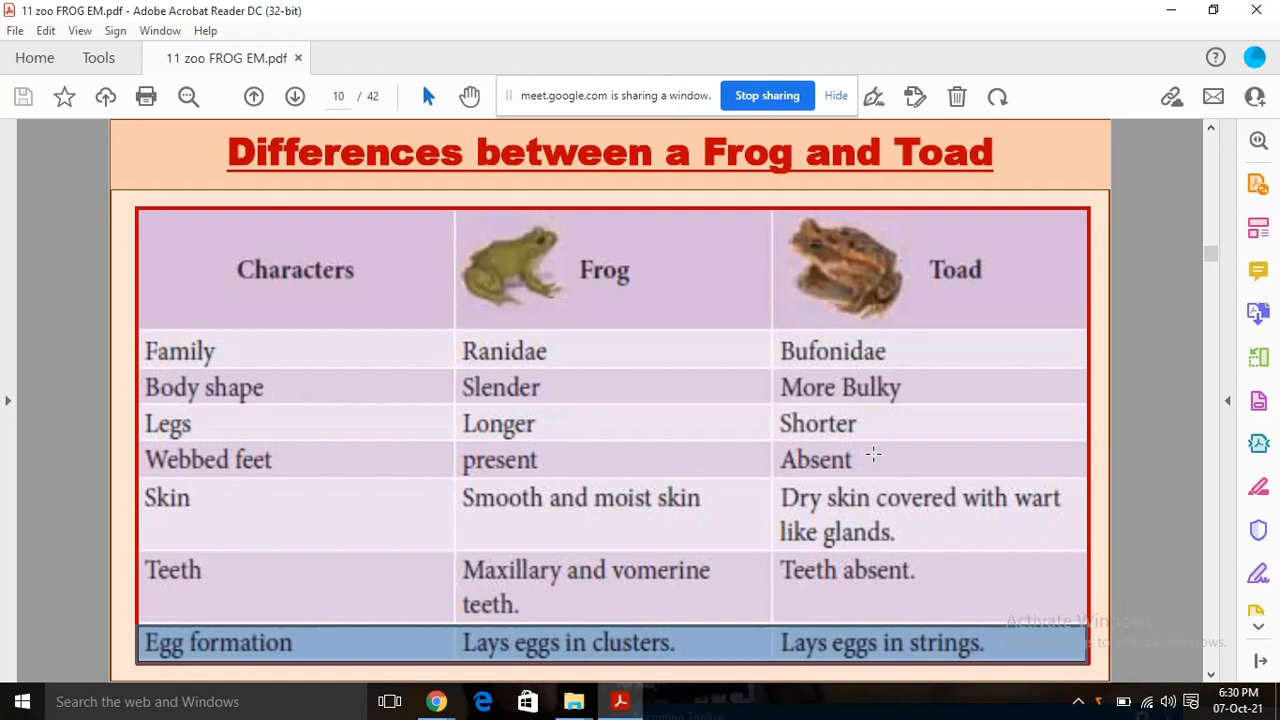 11 zoo FROG EM.pdf - Adobe Acrobat Reader DC (32-bit)
File Edit View Sign Window Help
Home Tools 11 zoo FROG EM.pdf ×
10 / 42 meet.google.com is sharing a window. Stop sharing Hide
Differences between a Frog and Toad
Characters Frog Toad
Family Ranidae Bufonidae
Body shape Slender More Bulky
Legs Longer Shorter
Webbed feet present Absent
Skin Smooth and moist skin Dry skin covered with wart
like glands.
Teeth Maxillary and vomerine Teeth absent.
teeth.
Egg formation Lays eggs in clusters. Lays eggs in strings.
Activate Windows
Search the web and Windows
6:30 PM
07-Oct-21